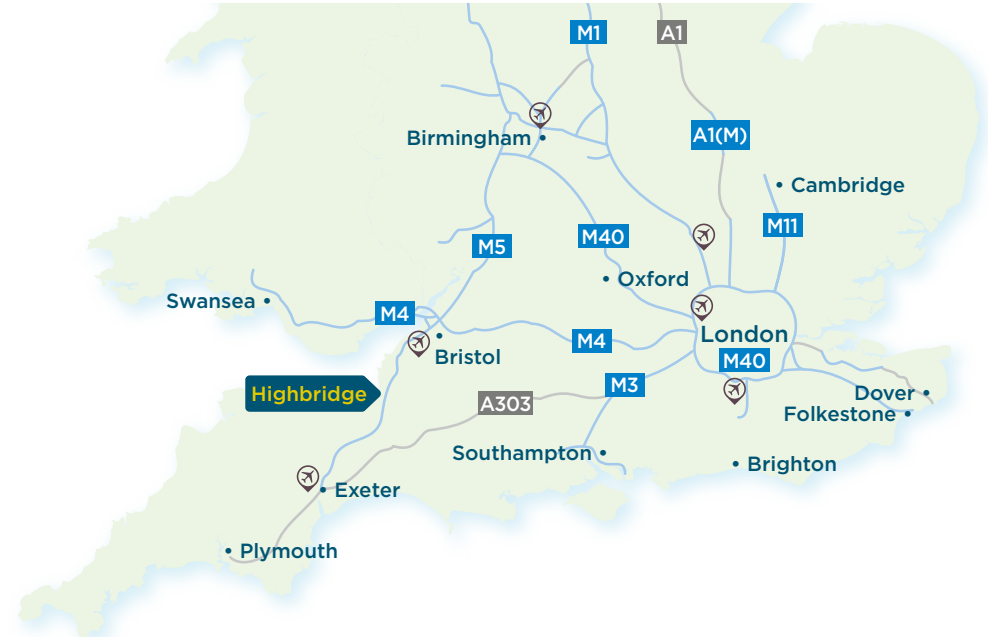 M1
A1
A1(M)
Birmingham
Cambridge
M11
M40
M5
Oxford
Swansea
M4
London
M4
Bristol
M40
M3
Highbridge
Dover
A303
Folkestone
Southampton
Brighton
Exeter
Plymouth